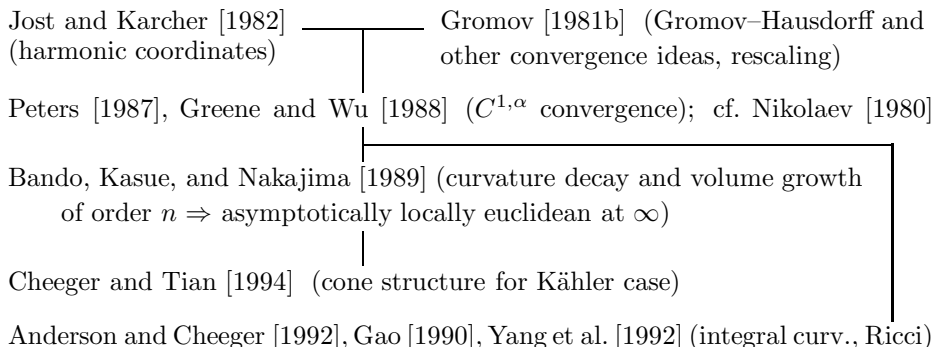 Jost and Karcher [1982] Gromov [1981b] (Gromov–Hausdorff and
(harmonic coordinates) other convergence ideas, rescaling)
Peters [1987], Greene and Wu [1988] (C^{1,α} convergence); cf. Nikolaev [1980]
Bando, Kasue, and Nakajima [1989] (curvature decay and volume growth
of order n ⇒ asymptotically locally euclidean at ∞)
Cheeger and Tian [1994] (cone structure for Kähler case)
Anderson and Cheeger [1992], Gao [1990], Yang et al. [1992] (integral curv., Ricci)